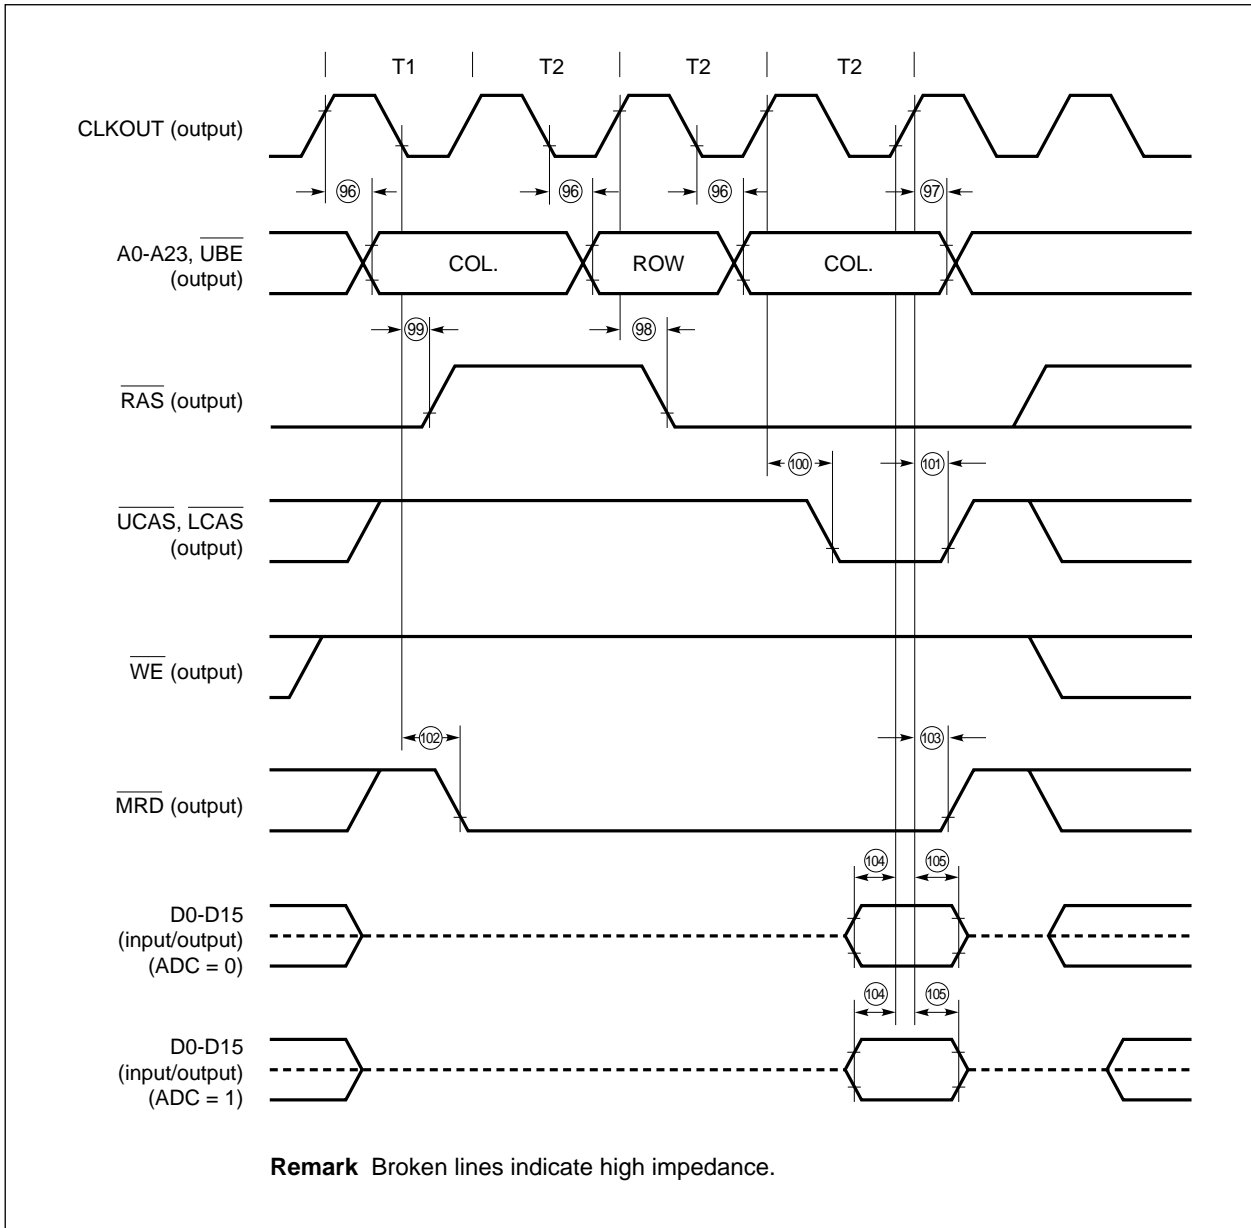 T1 T2 T2 T2
CLKOUT (output)
96 96 96 97
A0-A23, UBE
(output)
COL. ROW COL.
99 98
RAS (output)
100 101
UCAS, LCAS
(output)
WE (output)
102 103
MRD (output)
104 105
D0-D15
(input/output)
(ADC = 0)
104 105
D0-D15
(input/output)
(ADC = 1)
Remark Broken lines indicate high impedance.